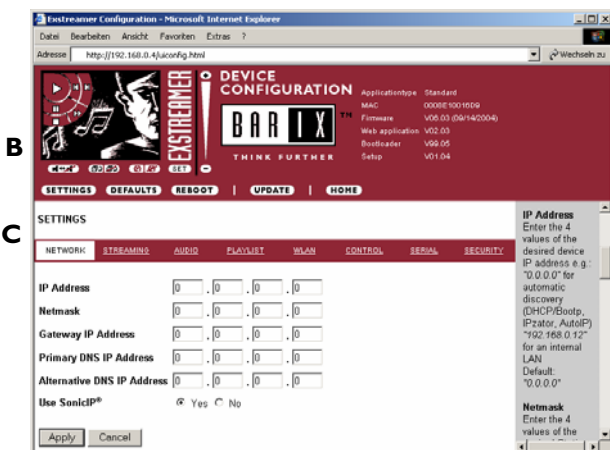 Exstreamer Configuration - Microsoft Internet Explorer
Datei Bearbeiten Ansicht Favoriten Extras ?
Adresse http://192.168.0.4/uiconfig.html Wechseln zu
B
EXSTREAMER
SET
DEVICE
CONFIGURATION
BARIX™
THINK FURTHER
Applicationtype Standard
MAC 0008E10016D9
Firmware V06.03 (09/14/2004)
Web application V02.03
Bootloader V99.05
Setup V01.04
SETTINGS DEFAULTS REBOOT | UPDATE | HOME
C
SETTINGS
NETWORK STREAMING AUDIO PLAYLIST WLAN CONTROL SERIAL SECURITY
IP Address 0 . 0 . 0 . 0
Netmask 0 . 0 . 0 . 0
Gateway IP Address 0 . 0 . 0 . 0
Primary DNS IP Address 0 . 0 . 0 . 0
Alternative DNS IP Address 0 . 0 . 0 . 0
Use SonicIP® Yes No
Apply Cancel
IP Address
Enter the 4
values of the
desired device
IP address e.g.:
"0.0.0.0" for
automatic
discovery
(DHCP/Bootp,
IPzator, AutoIP)
"192.168.0.12"
for an internal
LAN
Default:
"0.0.0.0"
Netmask
Enter the 4
values of the